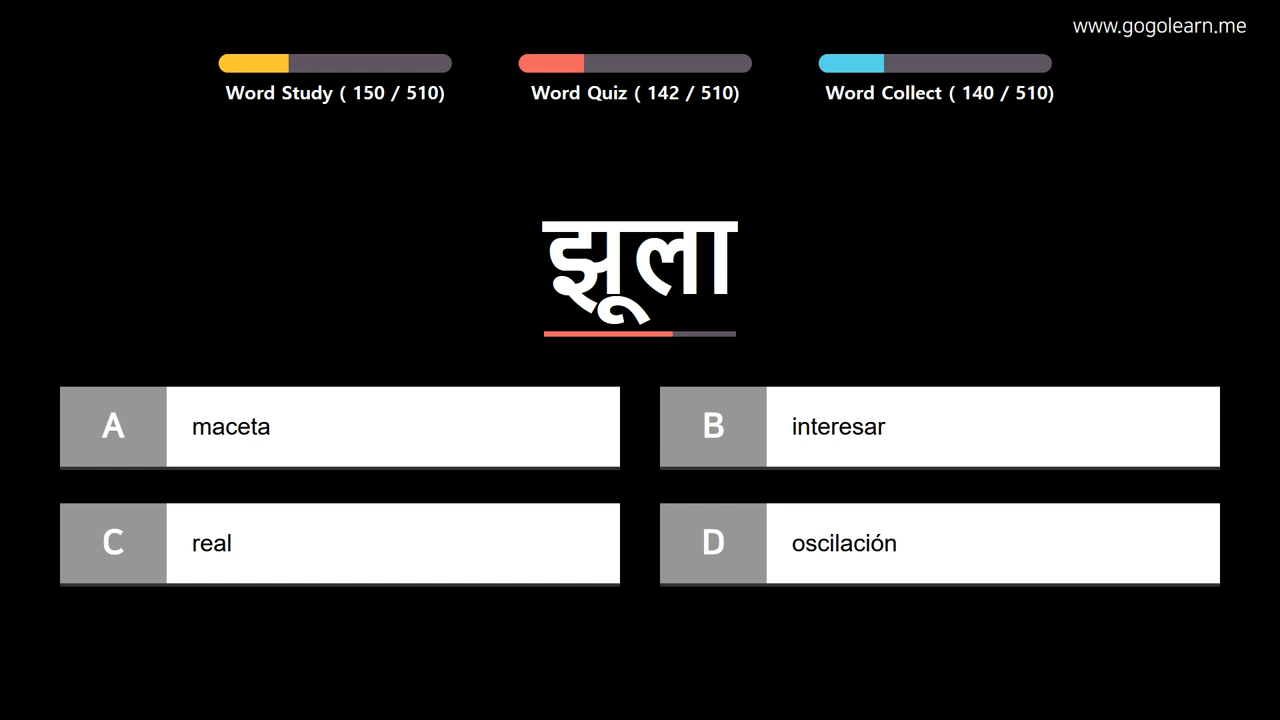 www.gogolearn.me
Word Study ( 150 / 510)
Word Quiz ( 142 / 510)
Word Collect ( 140 / 510)
झूला
A
maceta
B
interesar
C
real
D
oscilación